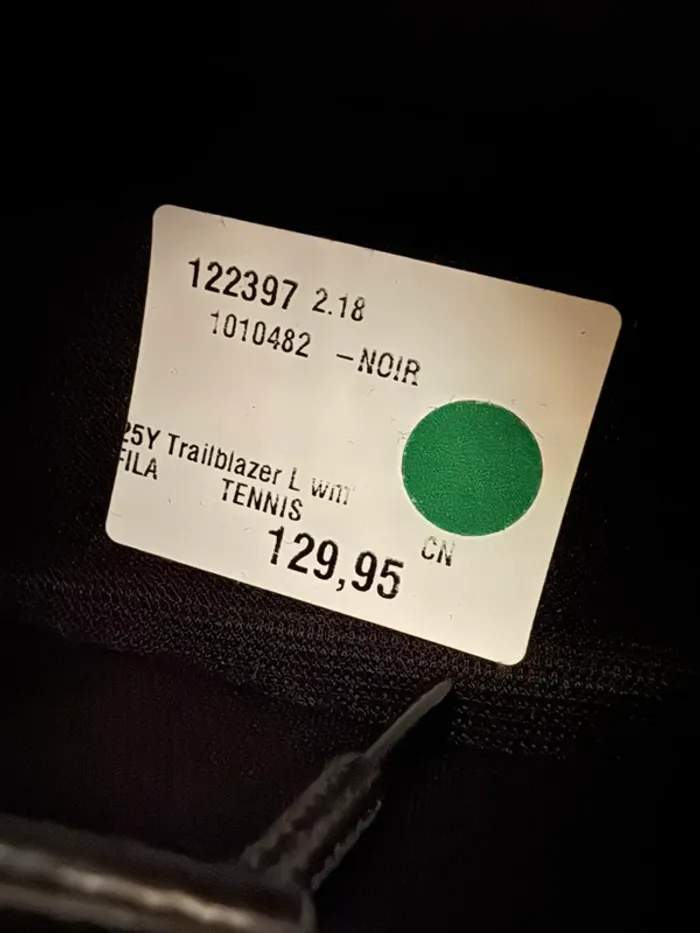 122397 2.18
1010482 -NOIR
25Y Trailblazer L wm
FILA
TENNIS
CN
129,95